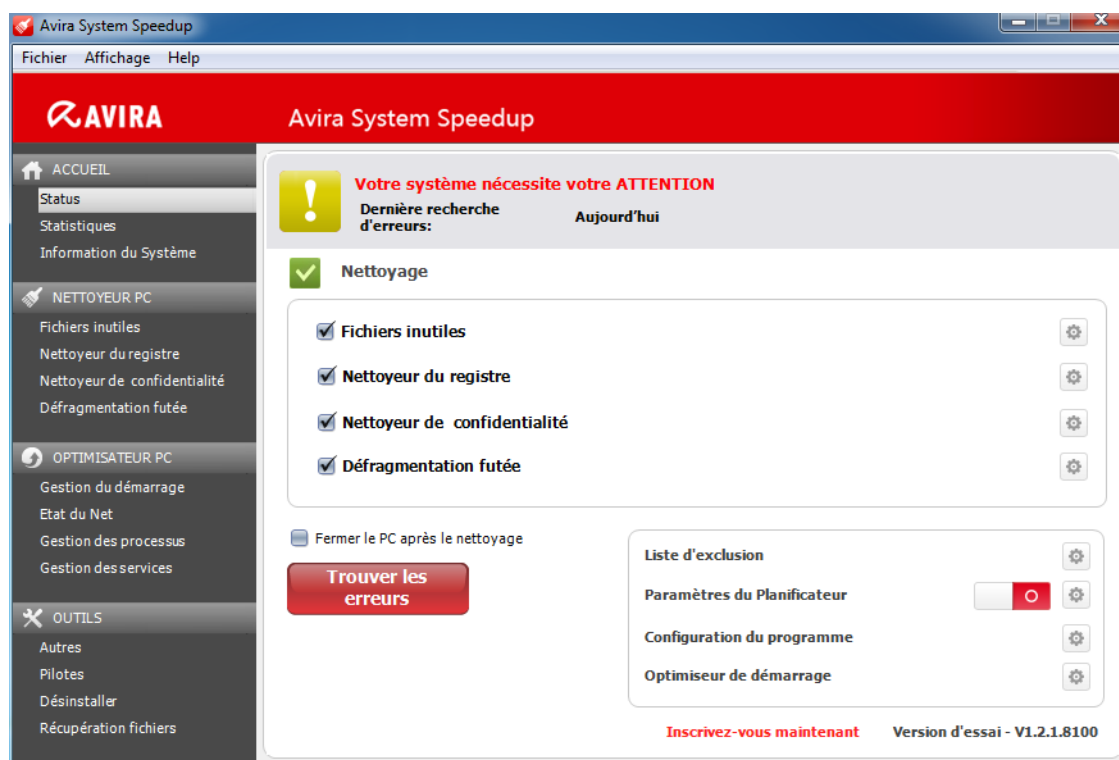 Avira System Speedup
Fichier Affichage Help
AVIRA
Avira System Speedup
ACCUEIL
Status
Statistiques
Information du Système
NETTOYEUR PC
Fichiers inutiles
Nettoyeur du registre
Nettoyeur de confidentialité
Défragmentation futée
OPTIMISATEUR PC
Gestion du démarrage
Etat du Net
Gestion des processus
Gestion des services
OUTILS
Autres
Pilotes
Désinstaller
Récupération fichiers
Votre système nécessite votre ATTENTION
Dernière recherche
d'erreurs:
Aujourd'hui
Nettoyage
Fichiers inutiles
Nettoyeur du registre
Nettoyeur de confidentialité
Défragmentation futée
Fermer le PC après le nettoyage
Trouver les
erreurs
Liste d'exclusion
Paramètres du Planificateur
Configuration du programme
Optimiseur de démarrage
Inscrivez-vous maintenant
Version d'essai - V1.2.1.8100